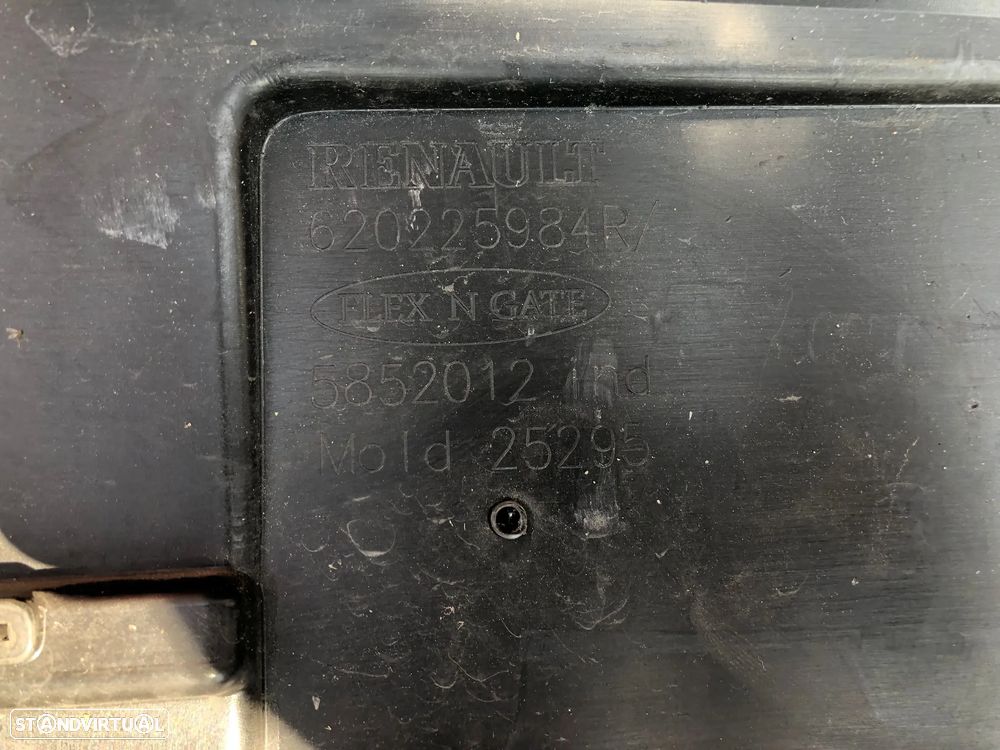 RENAULT
620225984R/
FLEX N GATE
5852012 ind
Mold 25295
STANDVIRTUAL